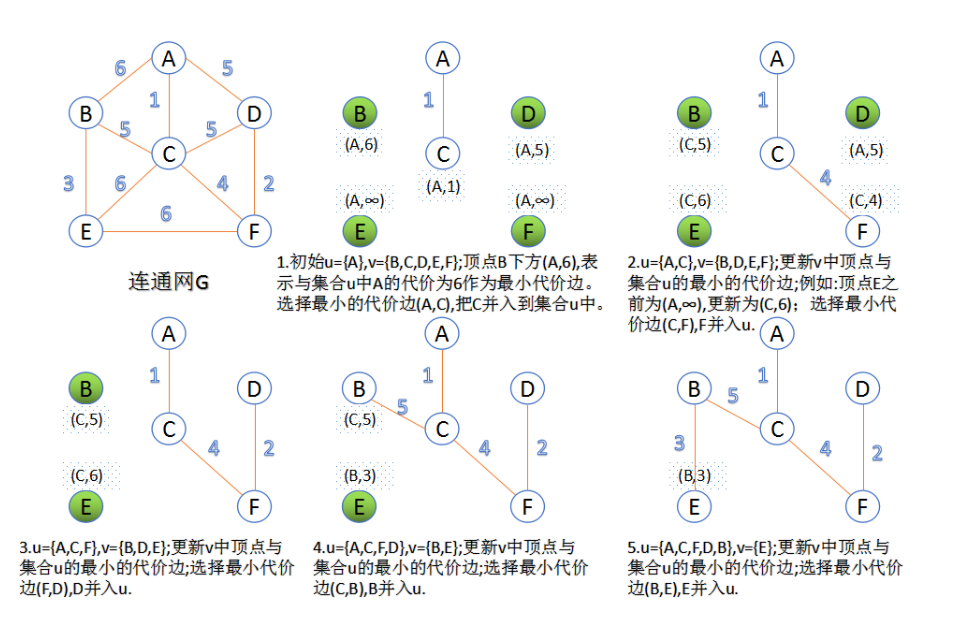 A
6
5
1
B
D
5
5
C
3
6
4
2
6
E
F
连通网G
A
1
B
D
(A,6)
C
(A,5)
(A,1)
(A,∞)
(A,∞)
E
F
1.初始u={A},v={B,C,D,E,F};顶点B下方(A,6),表
示与集合u中A的代价为6作为最小代价边。
选择最小的代价边(A,C),把C并入到集合u中。
A
1
B
D
(C,5)
C
(A,5)
4
(C,6)
(C,4)
E
F
2.u={A,C},v={B,D,E,F};更新v中顶点与
集合u的最小的代价边;例如:顶点E之
前为(A,∞),更新为(C,6)；选择最小代
价边(C,F),F并入u.
A
1
B
D
(C,5)
C
4
2
(C,6)
E
F
3.u={A,C,F},v={B,D,E};更新v中顶点与
集合u的最小的代价边;选择最小代价
边(F,D),D并入u.
A
1
B
D
5
(C,5)
C
4
2
(B,3)
E
F
4.u={A,C,F,D},v={B,E};更新v中顶点与
集合u的最小的代价边;选择最小代价边
(C,B),B并入u.
A
1
B
D
5
C
3
4
2
(B,3)
E
F
5.u={A,C,F,D,B},v={E};更新v中顶点与
集合u的最小的代价边;选择最小代价边
(B,E),E并入u.